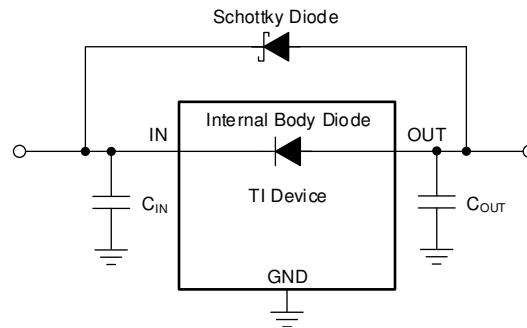 Schottky Diode
IN
Internal Body Diode
OUT
TI Device
CIN
COUT
GND